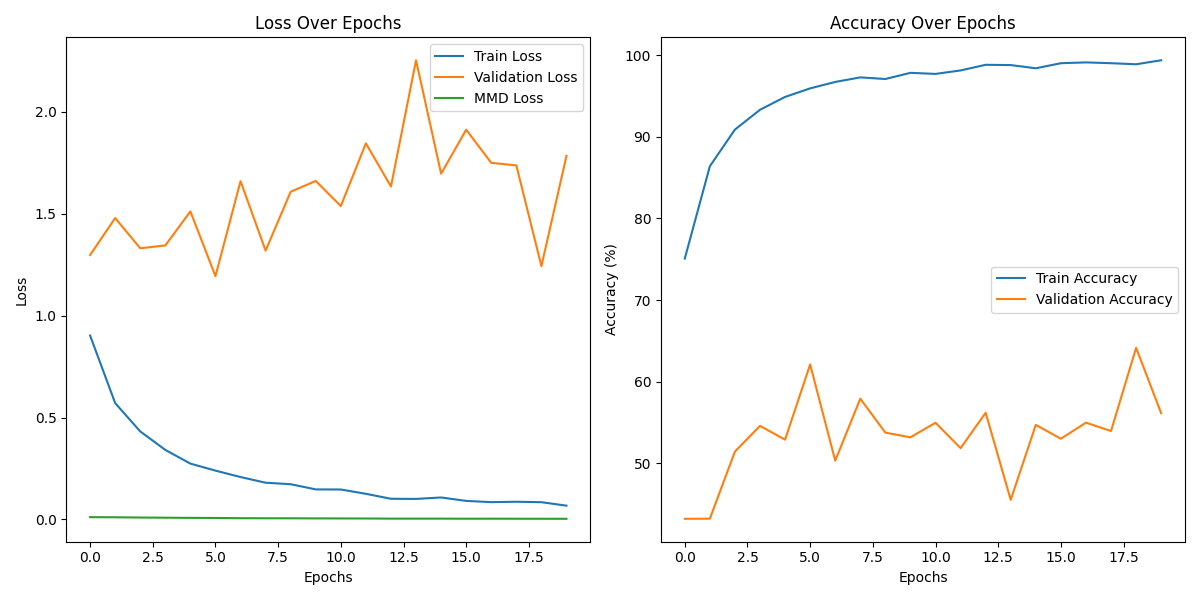 Loss Over Epochs
Train Loss
Validation Loss
MMD Loss
2.0
1.5
1.0
0.5
0.0
Loss
0.0 2.5 5.0 7.5 10.0 12.5 15.0 17.5
Epochs
Accuracy Over Epochs
Train Accuracy
Validation Accuracy
100
90
80
70
60
50
Accuracy (%)
0.0 2.5 5.0 7.5 10.0 12.5 15.0 17.5
Epochs